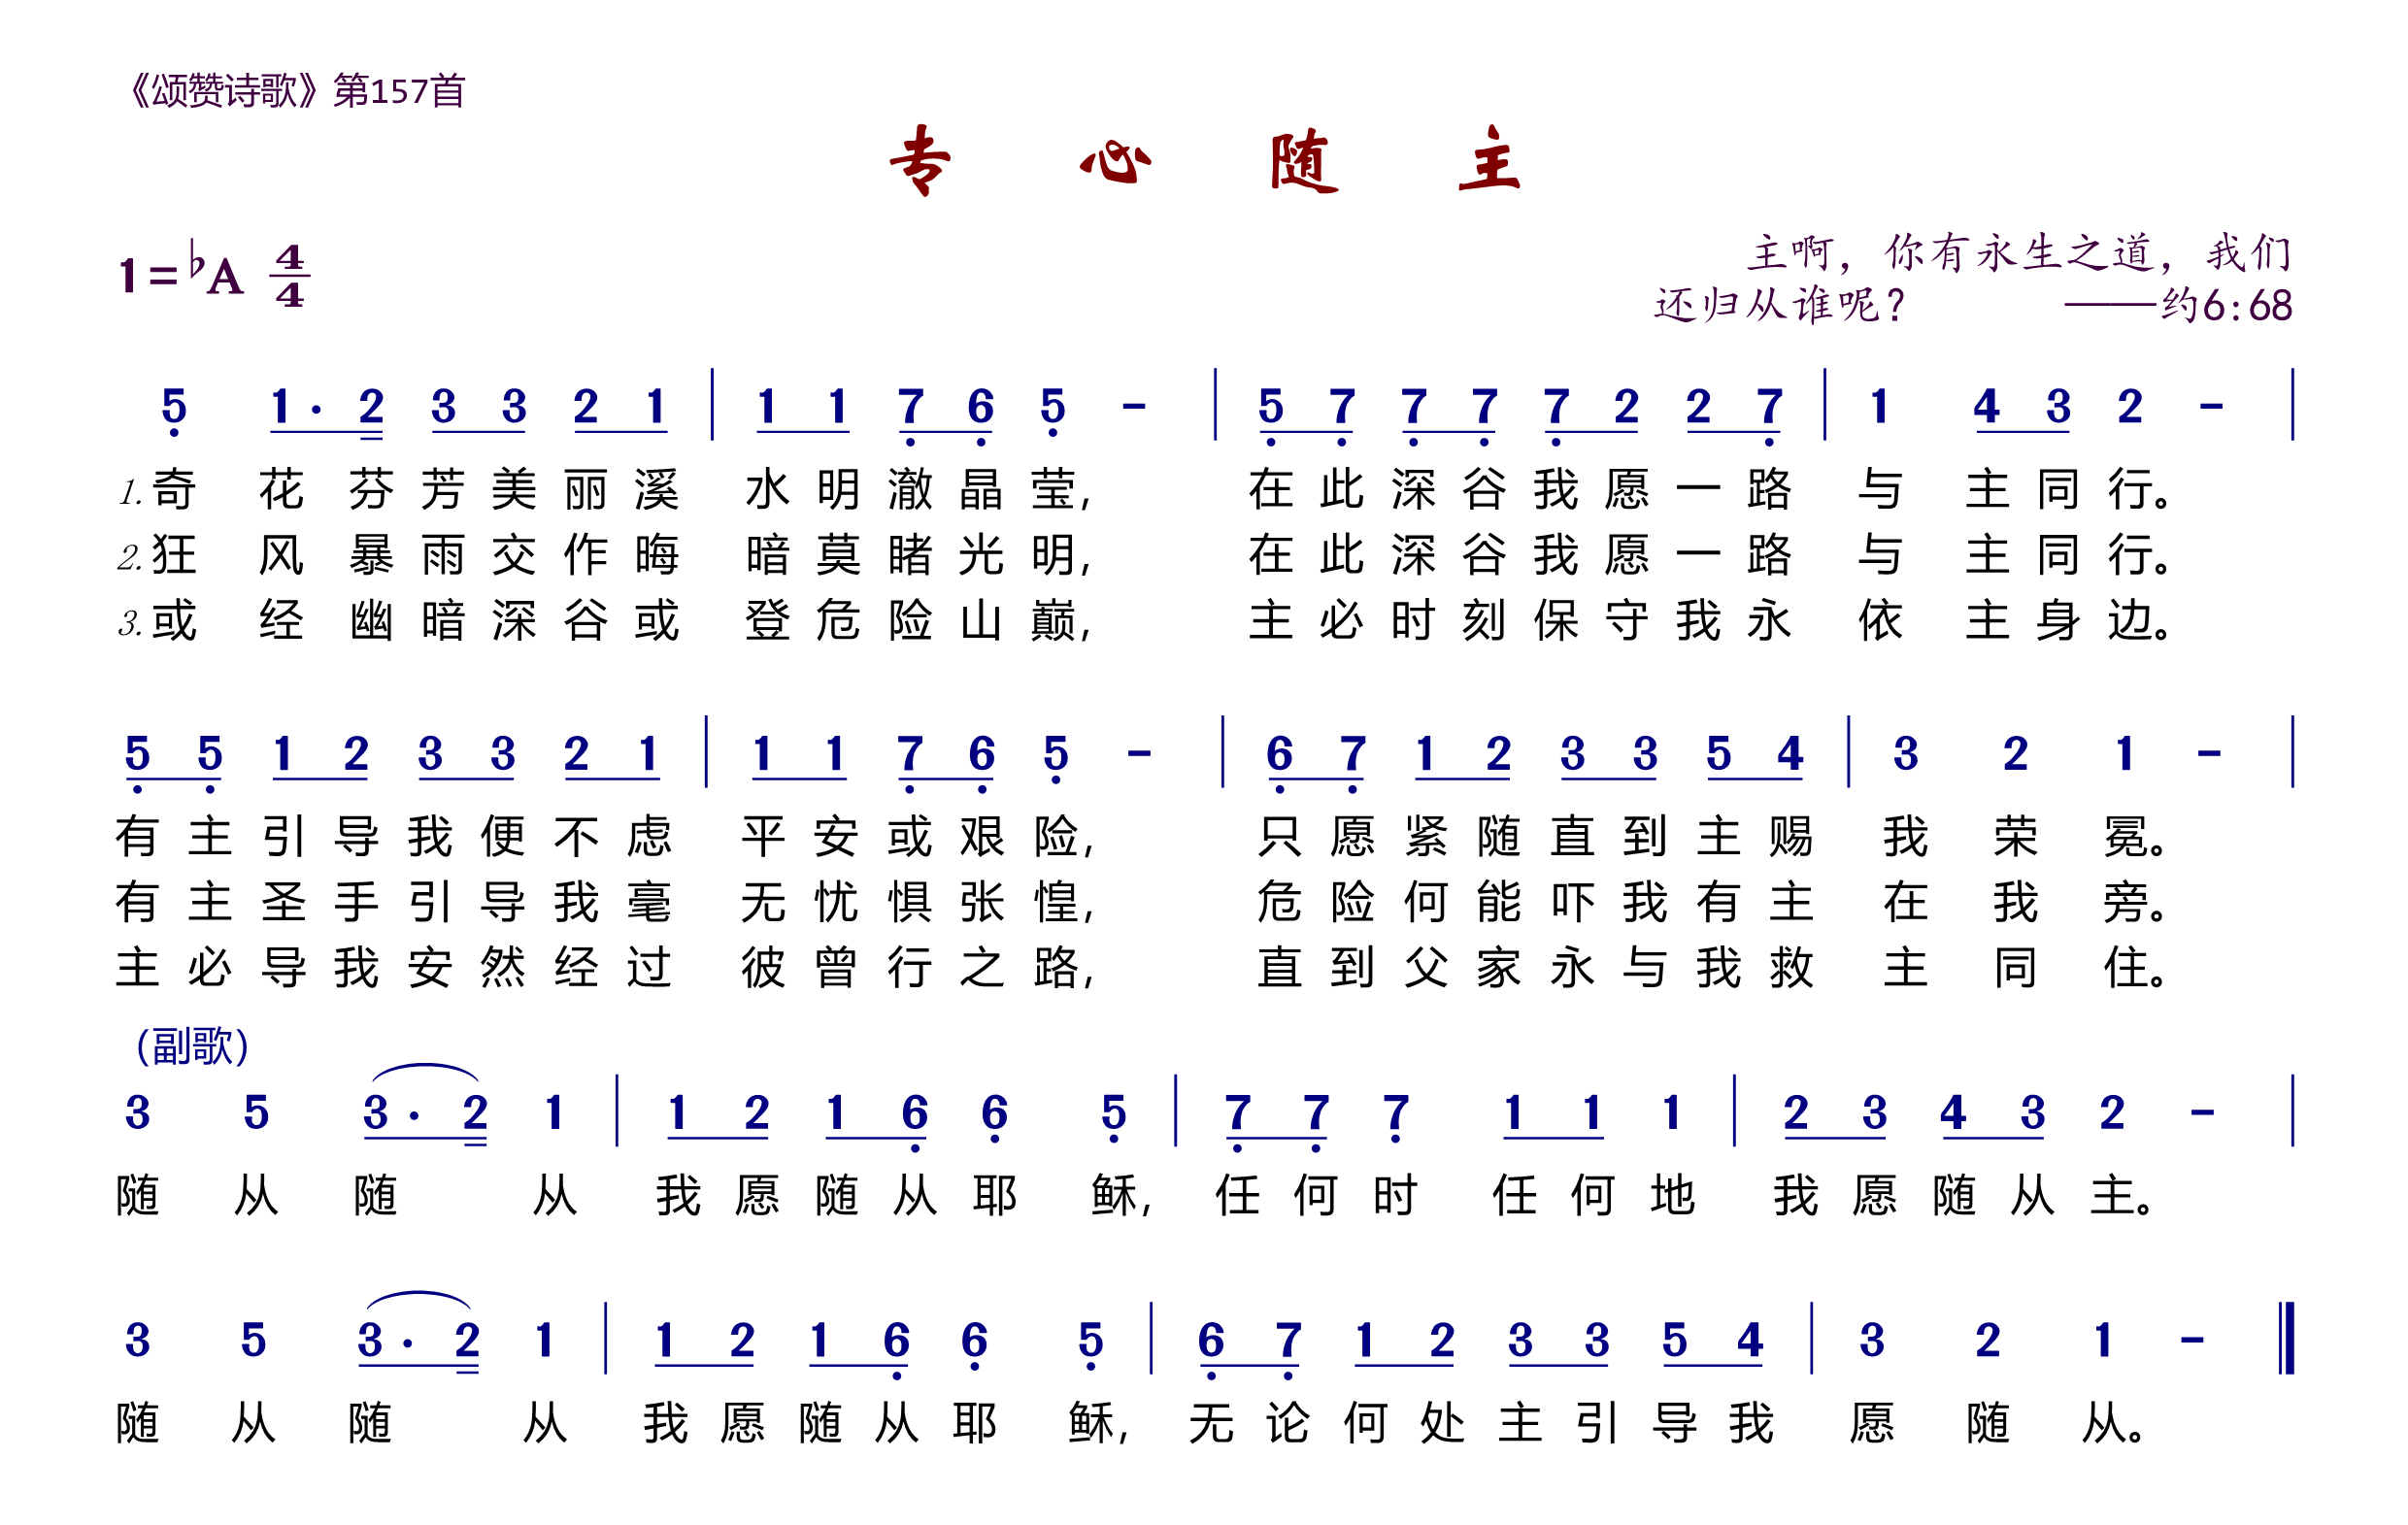 《颂赞诗歌》第157首
专 心 随 主
1=♭A 4/4
主啊，你有永生之道，我们
还归从谁呢？ ——约6:68
5̣ 1·2 3 3 2 1 | 1 1 7̣ 6̣ 5̣ - | 5̣ 7̣ 7̣ 7̣ 7̣ 2 2 7̣ | 1 4 3 2 - |
1.奇花芬芳美丽溪水明澈晶莹,在此深谷我愿一路与主同行。
2.狂风暴雨交作晦暗莫睹光明,在此深谷我愿一路与主同行。
3.或经幽暗深谷或登危险山巅,主必时刻保守我永依主身边。
5̣ 5̣ 1 2 3 3 2 1 | 1 1 7̣ 6̣ 5̣ - | 6̣ 7̣ 1 2 3 3 5 4 | 3 2 1 - |
有主引导我便不虑平安或艰险,只愿紧随直到主赐我荣冕。
有主圣手引导我毫无忧惧张惶,危险何能吓我有主在我旁。
主必导我安然经过彼曾行之路,直到父家永与我救主同住。
(副歌)
3 5 3·2 1 | 1 2 1 6̣ 6̣ 5̣ | 7̣ 7̣ 7̣ 1 1 1 | 2 3 4 3 2 - |
随从随从我愿随从耶稣,任何时任何地我愿随从主。
3 5 3·2 1 | 1 2 1 6̣ 6̣ 5̣ | 6̣ 7̣ 1 2 3 3 5 4 | 3 2 1 - ‖
随从随从我愿随从耶稣,无论何处主引导我愿随从。